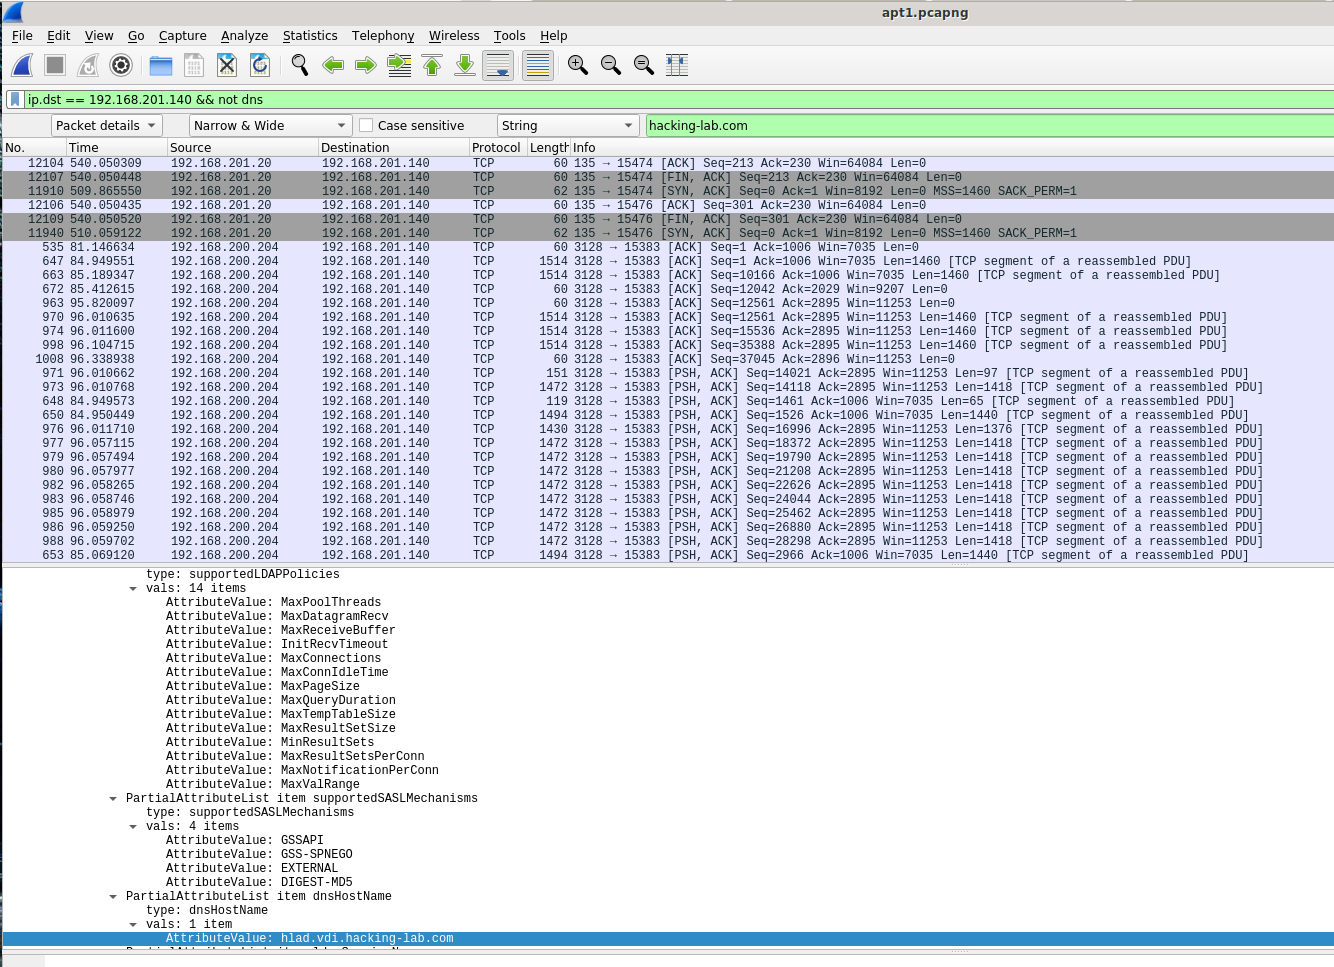 apt1.pcapng
File Edit View Go Capture Analyze Statistics Telephony Wireless Tools Help
ip.dst == 192.168.201.140 && not dns
Packet details Narrow & Wide Case sensitive String hacking-lab.com
No. Time Source Destination Protocol Length Info
12104 540.050309 192.168.201.20 192.168.201.140 TCP 60 135 → 15474 [ACK] Seq=213 Ack=230 Win=64084 Len=0
12107 540.050448 192.168.201.20 192.168.201.140 TCP 60 135 → 15474 [FIN, ACK] Seq=213 Ack=230 Win=64084 Len=0
11910 509.865550 192.168.201.20 192.168.201.140 TCP 62 135 → 15474 [SYN, ACK] Seq=0 Ack=1 Win=8192 Len=0 MSS=1460 SACK_PERM=1
12106 540.050435 192.168.201.20 192.168.201.140 TCP 60 135 → 15476 [ACK] Seq=301 Ack=230 Win=64084 Len=0
12109 540.050520 192.168.201.20 192.168.201.140 TCP 60 135 → 15476 [FIN, ACK] Seq=301 Ack=230 Win=64084 Len=0
11940 510.059122 192.168.201.20 192.168.201.140 TCP 62 135 → 15476 [SYN, ACK] Seq=0 Ack=1 Win=8192 Len=0 MSS=1460 SACK_PERM=1
535 81.146634 192.168.200.204 192.168.201.140 TCP 60 3128 → 15383 [ACK] Seq=1 Ack=1006 Win=7035 Len=0
647 84.949551 192.168.200.204 192.168.201.140 TCP 1514 3128 → 15383 [ACK] Seq=1 Ack=1006 Win=7035 Len=1460 [TCP segment of a reassembled PDU]
663 85.189347 192.168.200.204 192.168.201.140 TCP 1514 3128 → 15383 [ACK] Seq=10166 Ack=1006 Win=7035 Len=1460 [TCP segment of a reassembled PDU]
672 85.412615 192.168.200.204 192.168.201.140 TCP 60 3128 → 15383 [ACK] Seq=12042 Ack=2029 Win=9207 Len=0
963 95.820097 192.168.200.204 192.168.201.140 TCP 60 3128 → 15383 [ACK] Seq=12561 Ack=2895 Win=11253 Len=0
970 96.010635 192.168.200.204 192.168.201.140 TCP 1514 3128 → 15383 [ACK] Seq=12561 Ack=2895 Win=11253 Len=1460 [TCP segment of a reassembled PDU]
974 96.011600 192.168.200.204 192.168.201.140 TCP 1514 3128 → 15383 [ACK] Seq=15536 Ack=2895 Win=11253 Len=1460 [TCP segment of a reassembled PDU]
998 96.104715 192.168.200.204 192.168.201.140 TCP 1514 3128 → 15383 [ACK] Seq=35388 Ack=2895 Win=11253 Len=1460 [TCP segment of a reassembled PDU]
1008 96.338938 192.168.200.204 192.168.201.140 TCP 60 3128 → 15383 [ACK] Seq=37045 Ack=2896 Win=11253 Len=0
971 96.010662 192.168.200.204 192.168.201.140 TCP 151 3128 → 15383 [PSH, ACK] Seq=14021 Ack=2895 Win=11253 Len=97 [TCP segment of a reassembled PDU]
973 96.010768 192.168.200.204 192.168.201.140 TCP 1472 3128 → 15383 [PSH, ACK] Seq=14118 Ack=2895 Win=11253 Len=1418 [TCP segment of a reassembled PDU]
648 84.949573 192.168.200.204 192.168.201.140 TCP 119 3128 → 15383 [PSH, ACK] Seq=1461 Ack=1006 Win=7035 Len=65 [TCP segment of a reassembled PDU]
650 84.950449 192.168.200.204 192.168.201.140 TCP 1494 3128 → 15383 [PSH, ACK] Seq=1526 Ack=1006 Win=7035 Len=1440 [TCP segment of a reassembled PDU]
976 96.011710 192.168.200.204 192.168.201.140 TCP 1430 3128 → 15383 [PSH, ACK] Seq=16996 Ack=2895 Win=11253 Len=1376 [TCP segment of a reassembled PDU]
977 96.057115 192.168.200.204 192.168.201.140 TCP 1472 3128 → 15383 [PSH, ACK] Seq=18372 Ack=2895 Win=11253 Len=1418 [TCP segment of a reassembled PDU]
979 96.057494 192.168.200.204 192.168.201.140 TCP 1472 3128 → 15383 [PSH, ACK] Seq=19790 Ack=2895 Win=11253 Len=1418 [TCP segment of a reassembled PDU]
980 96.057977 192.168.200.204 192.168.201.140 TCP 1472 3128 → 15383 [PSH, ACK] Seq=21208 Ack=2895 Win=11253 Len=1418 [TCP segment of a reassembled PDU]
982 96.058265 192.168.200.204 192.168.201.140 TCP 1472 3128 → 15383 [PSH, ACK] Seq=22626 Ack=2895 Win=11253 Len=1418 [TCP segment of a reassembled PDU]
983 96.058746 192.168.200.204 192.168.201.140 TCP 1472 3128 → 15383 [PSH, ACK] Seq=24044 Ack=2895 Win=11253 Len=1418 [TCP segment of a reassembled PDU]
985 96.058979 192.168.200.204 192.168.201.140 TCP 1472 3128 → 15383 [PSH, ACK] Seq=25462 Ack=2895 Win=11253 Len=1418 [TCP segment of a reassembled PDU]
986 96.059250 192.168.200.204 192.168.201.140 TCP 1472 3128 → 15383 [PSH, ACK] Seq=26880 Ack=2895 Win=11253 Len=1418 [TCP segment of a reassembled PDU]
988 96.059702 192.168.200.204 192.168.201.140 TCP 1472 3128 → 15383 [PSH, ACK] Seq=28298 Ack=2895 Win=11253 Len=1418 [TCP segment of a reassembled PDU]
653 85.069120 192.168.200.204 192.168.201.140 TCP 1494 3128 → 15383 [PSH, ACK] Seq=2966 Ack=1006 Win=7035 Len=1440 [TCP segment of a reassembled PDU]
type: supportedLDAPPolicies
vals: 14 items
AttributeValue: MaxPoolThreads
AttributeValue: MaxDatagramRecv
AttributeValue: MaxReceiveBuffer
AttributeValue: InitRecvTimeout
AttributeValue: MaxConnections
AttributeValue: MaxConnIdleTime
AttributeValue: MaxPageSize
AttributeValue: MaxQueryDuration
AttributeValue: MaxTempTableSize
AttributeValue: MaxResultSetSize
AttributeValue: MinResultSets
AttributeValue: MaxResultSetsPerConn
AttributeValue: MaxNotificationPerConn
AttributeValue: MaxValRange
PartialAttributeList item supportedSASLMechanisms
type: supportedSASLMechanisms
vals: 4 items
AttributeValue: GSSAPI
AttributeValue: GSS-SPNEGO
AttributeValue: EXTERNAL
AttributeValue: DIGEST-MD5
PartialAttributeList item dnsHostName
type: dnsHostName
vals: 1 item
AttributeValue: hlad.vdi.hacking-lab.com